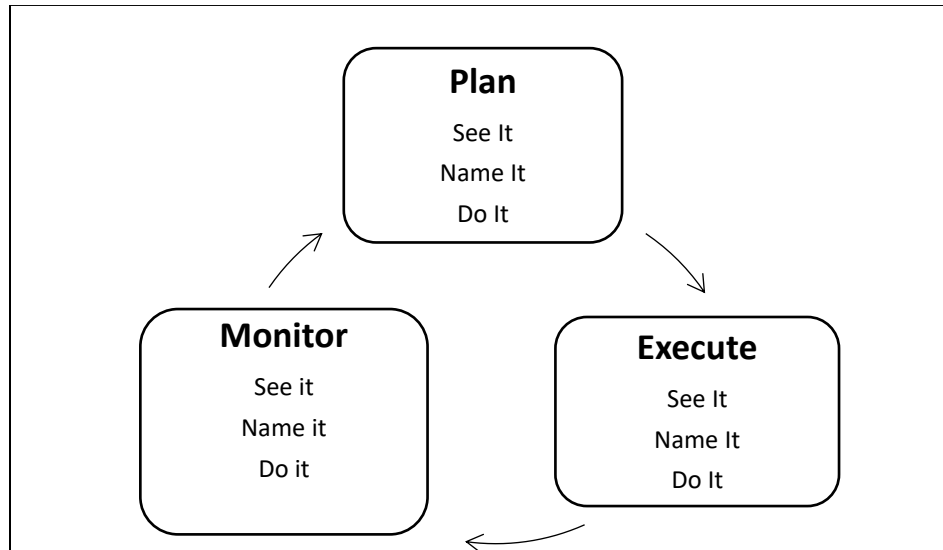 Plan
See It
Name It
Do It
Monitor
See it
Name it
Do it
Execute
See It
Name It
Do It